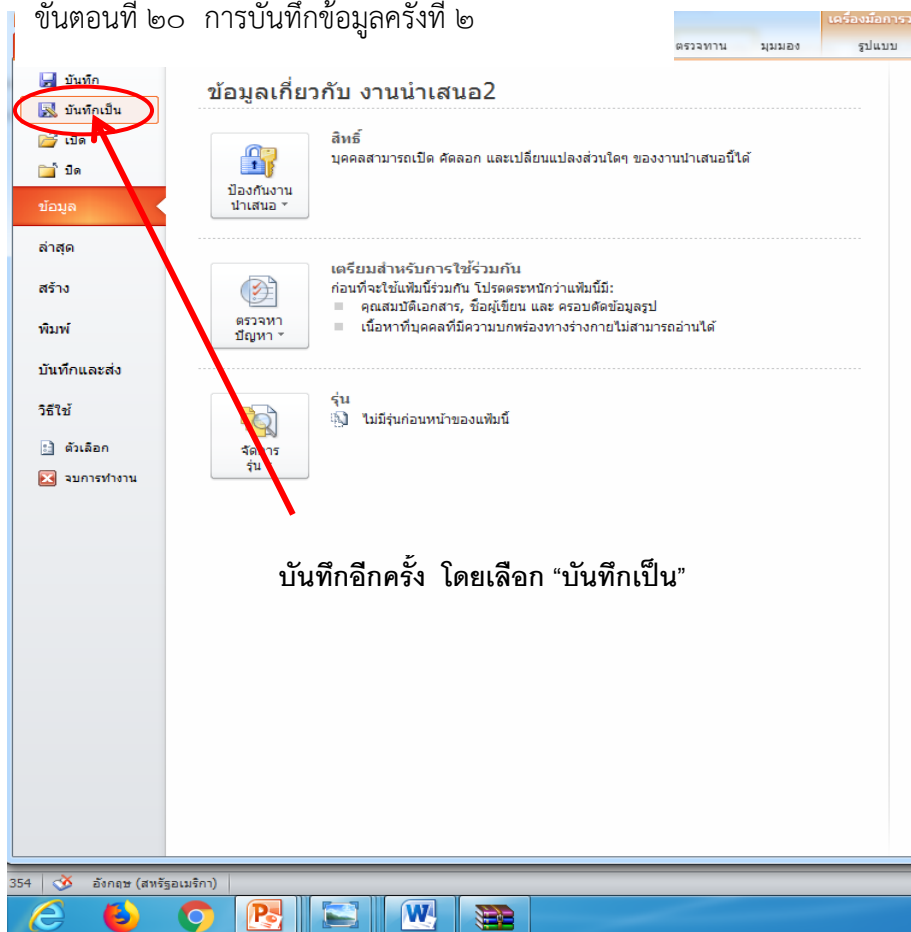 ขั้นตอนที่ ๒๐ การบันทึกข้อมูลครั้งที่ ๒
เครื่องมือการว
ตรวจทาน มุมมอง รูปแบบ
บันทึก
บันทึกเป็น
เปิด
ปิด
ข้อมูล
ล่าสุด
สร้าง
พิมพ์
บันทึกและส่ง
วิธีใช้
ตัวเลือก
จบการทำงาน
ข้อมูลเกี่ยวกับ งานนำเสนอ2
ป้องกันงาน
นำเสนอ
สิทธิ์
บุคคลสามารถเปิด คัดลอก และเปลี่ยนแปลงส่วนใดๆ ของงานนำเสนอนี้ได้
ตรวจหา
ปัญหา
เตรียมสำหรับการใช้ร่วมกัน
ก่อนที่จะใช้แฟ้มนี้ร่วมกัน โปรดตระหนักว่าแฟ้มนี้มี:
คุณสมบัติเอกสาร, ชื่อผู้เขียน และ ครอบตัดข้อมูลรูป
เนื้อหาที่บุคคลที่มีความบกพร่องทางร่างกายไม่สามารถอ่านได้
จัดการ
รุ่น
รุ่น
ไม่มีรุ่นก่อนหน้าของแฟ้มนี้
บันทึกอีกครั้ง โดยเลือก “บันทึกเป็น”
354 อังกฤษ (สหรัฐอเมริกา)